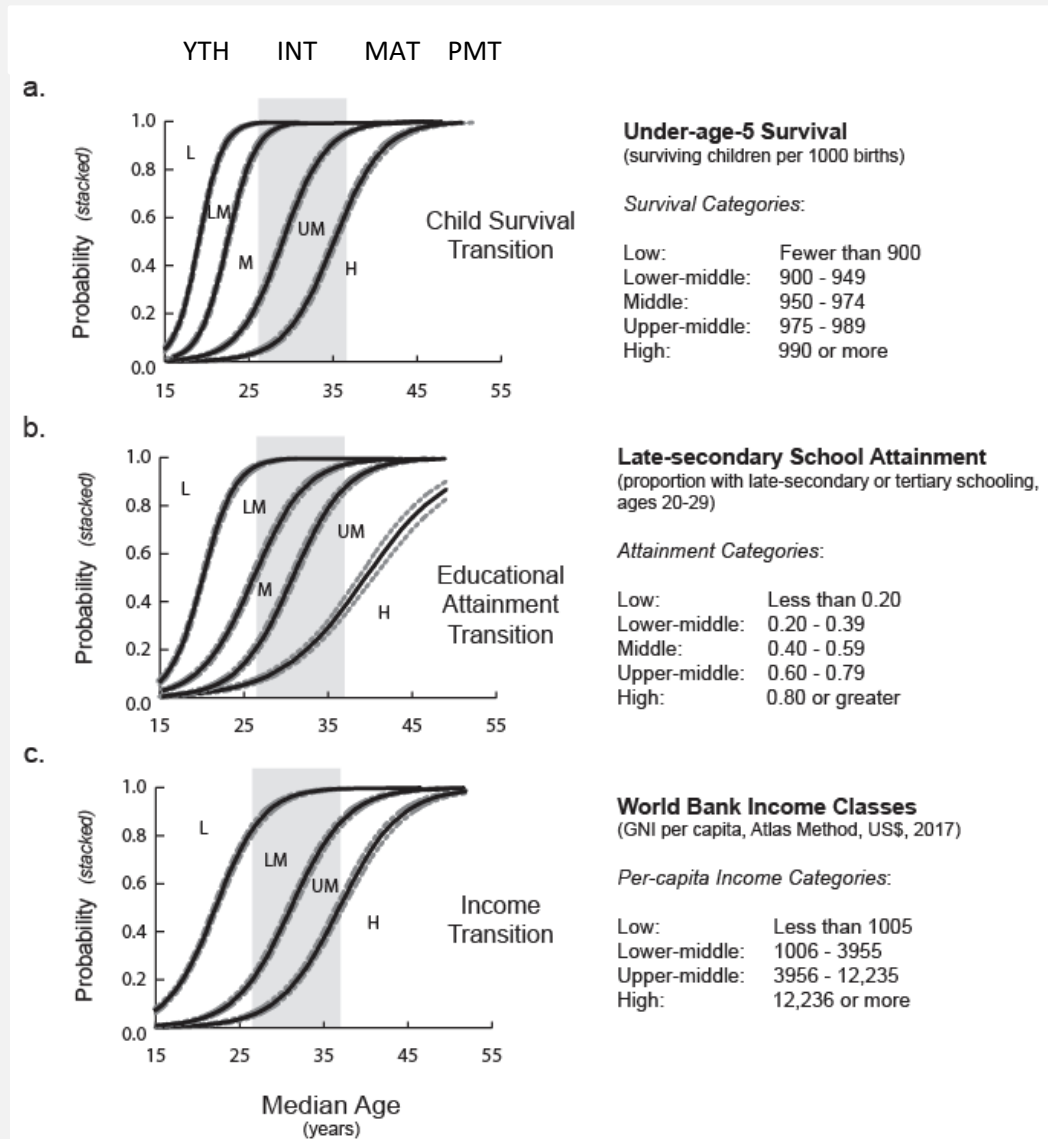 YTH INT MAT PMT
a.
Probability (stacked)
1.0
0.8
0.6
0.4
0.2
0.0
L
LM
M
UM
H
15 25 35 45 55
Child Survival
Transition
Under-age-5 Survival
(surviving children per 1000 births)
Survival Categories:
Low: Fewer than 900
Lower-middle: 900 - 949
Middle: 950 - 974
Upper-middle: 975 - 989
High: 990 or more
b.
Probability (stacked)
1.0
0.8
0.6
0.4
0.2
0.0
L
LM
M
UM
H
15 25 35 45 55
Educational
Attainment
Transition
Late-secondary School Attainment
(proportion with late-secondary or tertiary schooling,
ages 20-29)
Attainment Categories:
Low: Less than 0.20
Lower-middle: 0.20 - 0.39
Middle: 0.40 - 0.59
Upper-middle: 0.60 - 0.79
High: 0.80 or greater
c.
Probability (stacked)
1.0
0.8
0.6
0.4
0.2
0.0
L
LM
UM
H
15 25 35 45 55
Income
Transition
World Bank Income Classes
(GNI per capita, Atlas Method, US$, 2017)
Per-capita Income Categories:
Low: Less than 1005
Lower-middle: 1006 - 3955
Upper-middle: 3956 - 12,235
High: 12,236 or more
Median Age
(years)